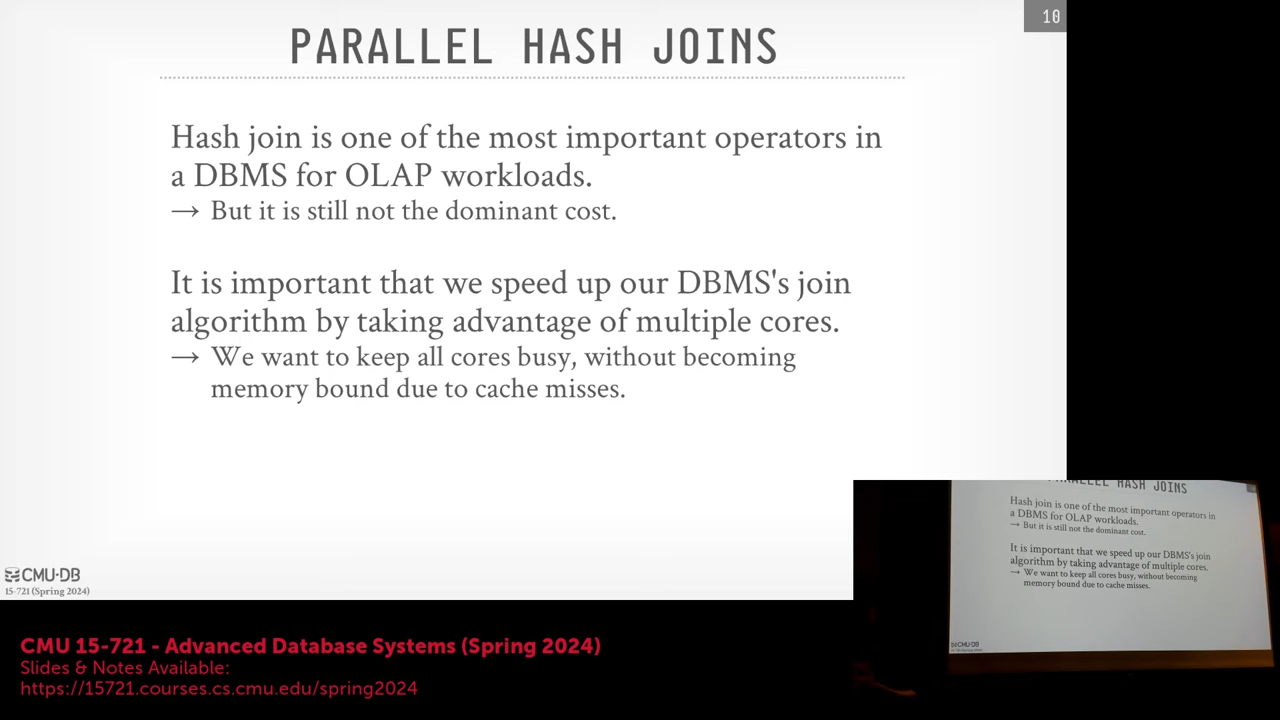 10
PARALLEL HASH JOINS
Hash join is one of the most important operators in
a DBMS for OLAP workloads.
→ But it is still not the dominant cost.
It is important that we speed up our DBMS's join
algorithm by taking advantage of multiple cores.
→ We want to keep all cores busy, without becoming
memory bound due to cache misses.
CMU·DB
15-721 (Spring 2024)
PARALLEL HASH JOINS
Hash join is one of the most important operators in
a DBMS for OLAP workloads.
→ But it is still not the dominant cost.
It is important that we speed up our DBMS's join
algorithm by taking advantage of multiple cores.
→ We want to keep all cores busy, without becoming
memory bound due to cache misses.
CMU·DB
CMU 15-721 - Advanced Database Systems (Spring 2024)
Slides & Notes Available:
https://15721.courses.cs.cmu.edu/spring2024